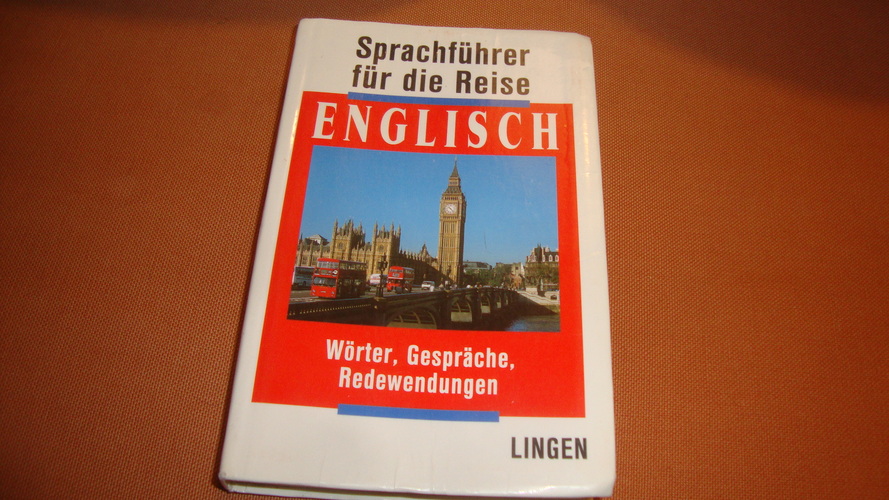 Sprachführer
für die Reise
ENGLISCH
Wörter, Gespräche,
Redewendungen
LINGEN